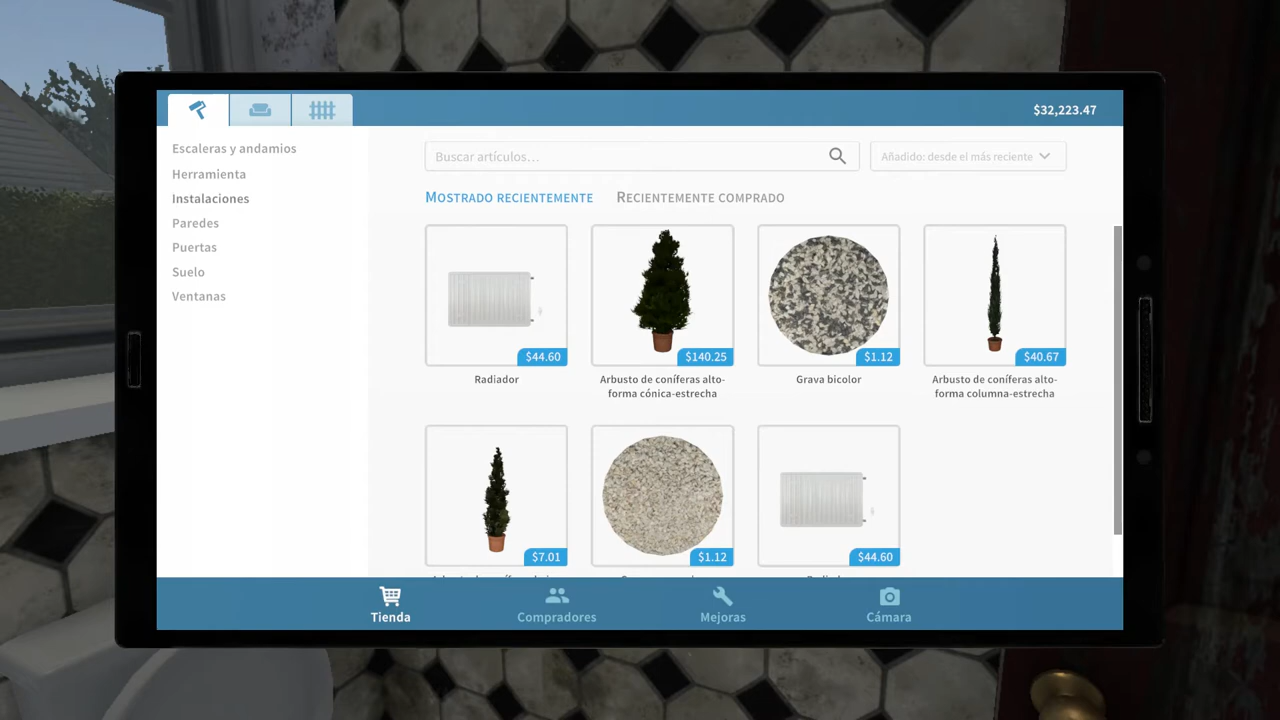 $32,223.47
Escaleras y andamios
Herramienta
Instalaciones
Paredes
Puertas
Suelo
Ventanas
Buscar artículos...
Añadido: desde el más reciente
MOSTRADO RECIENTEMENTE
RECIENTEMENTE COMPRADO
$44.60
Radiador
$140.25
Arbusto de coníferas alto-
forma cónica-estrecha
$1.12
Grava bicolor
$40.67
Arbusto de coníferas alto-
forma columna-estrecha
$7.01
$1.12
$44.60
Tienda
Compradores
Mejoras
Cámara